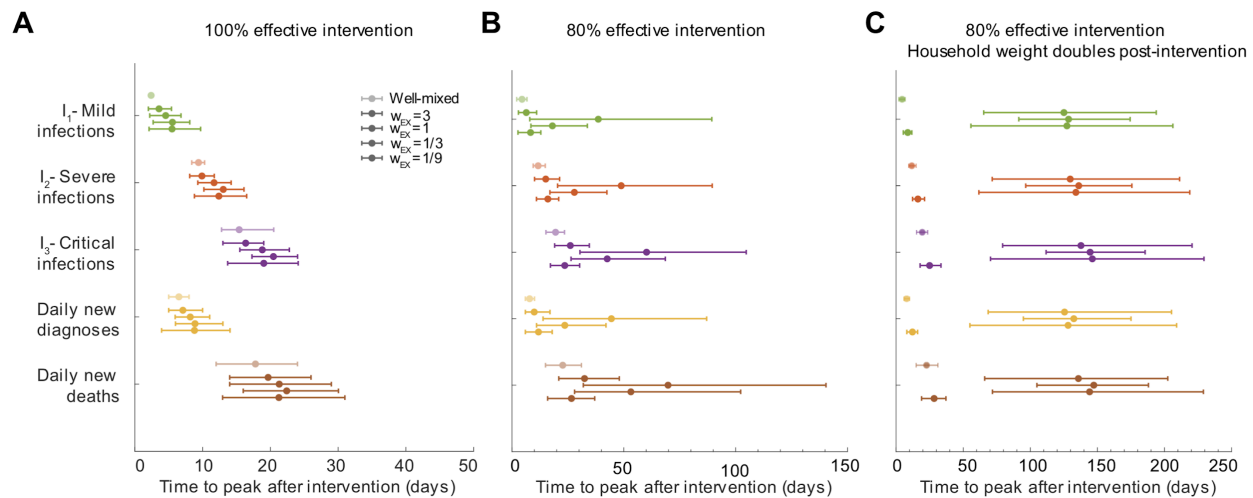 A
100% effective intervention
B
80% effective intervention
C
80% effective intervention
Household weight doubles post-intervention
I1- Mild
infections
I2- Severe
infections
I3- Critical
infections
Daily new
diagnoses
Daily new
deaths
Well-mixed
wEX=3
wEX=1
wEX=1/3
wEX=1/9
0 10 20 30 40 50
Time to peak after intervention (days)
0 50 100 150
Time to peak after intervention (days)
0 50 100 150 200 250
Time to peak after intervention (days)